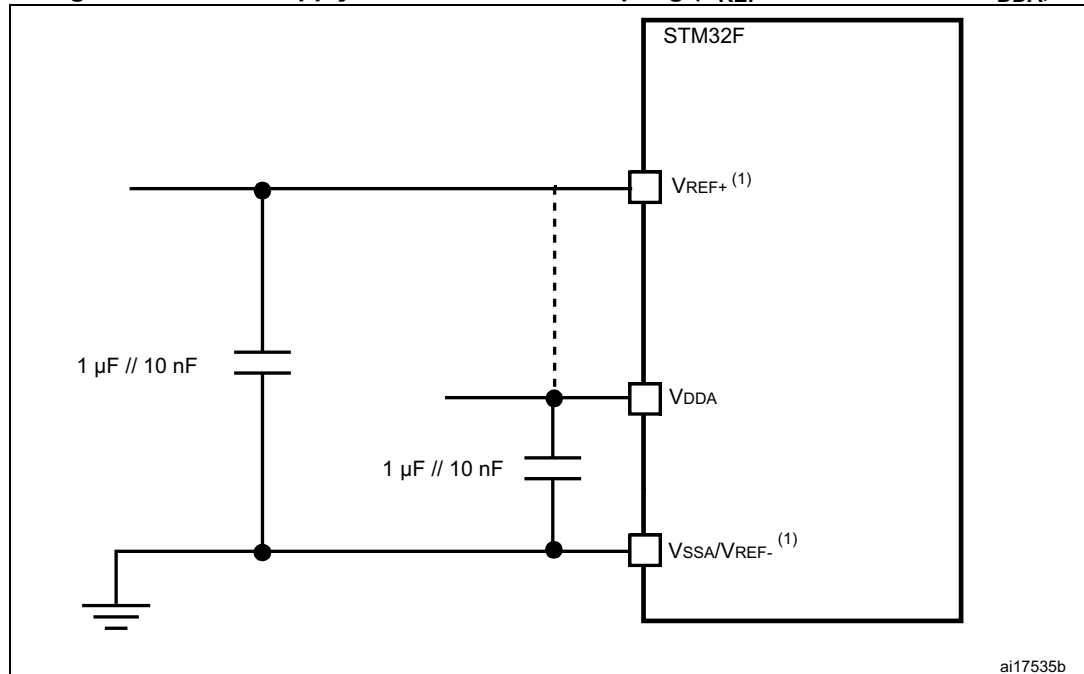 STM32F
VREF+ (1)
1 µF // 10 nF
VDDA
1 µF // 10 nF
VSSA/VREF- (1)
ai17535b